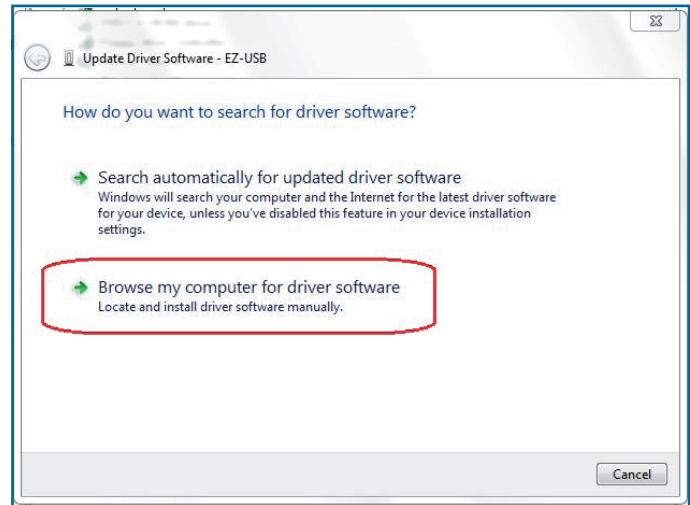 Update Driver Software - EZ-USB
How do you want to search for driver software?
Search automatically for updated driver software
Windows will search your computer and the Internet for the latest driver software
for your device, unless you've disabled this feature in your device installation
settings.
Browse my computer for driver software
Locate and install driver software manually.
Cancel